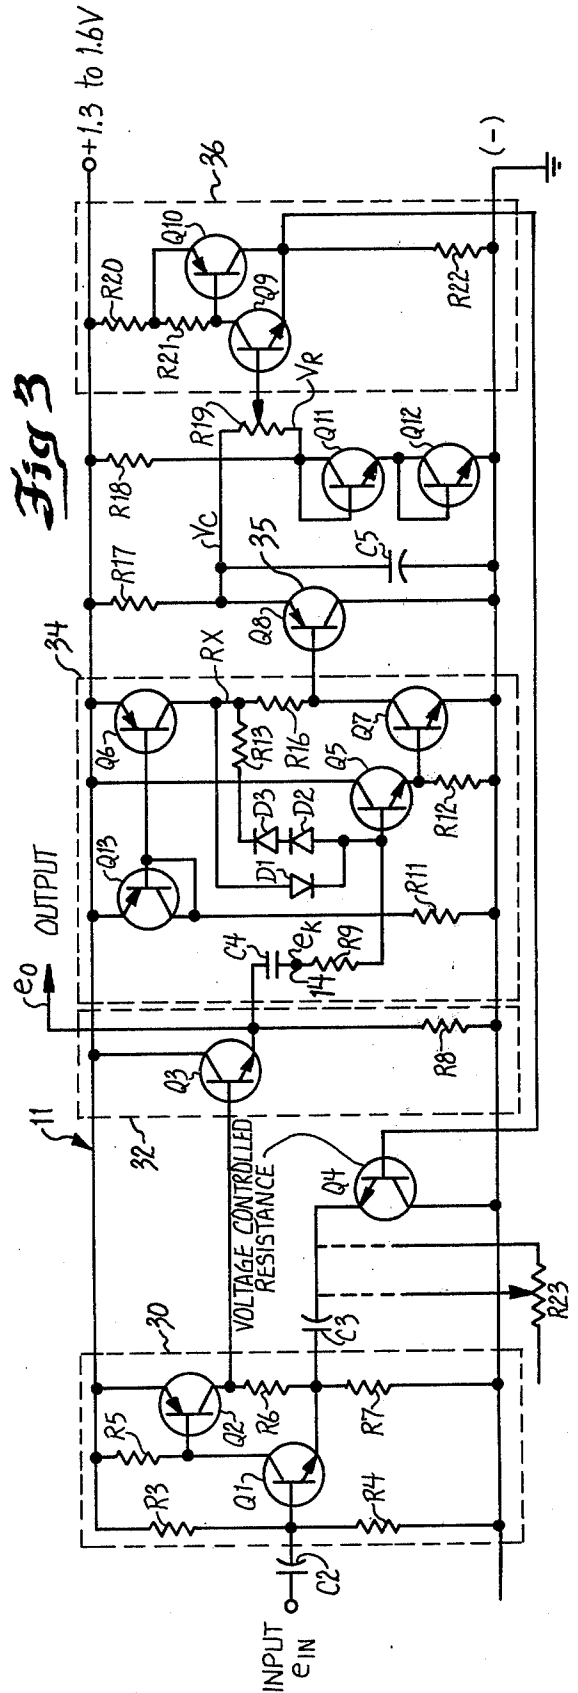 Fig 3
11
30
32
34
OUTPUT
eO
36
+1.3 to 1.6V
R3
R5
Q2
Q1
R6
R4
R7
C2
INPUT
eIN
VOLTAGE CONTROLLED
RESISTANCE
C3
Q4
R23
Q3
R8
C4
eK
14
R9
Q13
Q6
RX
R13
R16
D1
D3
D2
Q5
Q7
R11
R12
35
Q8
R17
VC
C5
R18
R19
VR
Q11
Q12
R20
R21
Q10
Q9
R22
(-)